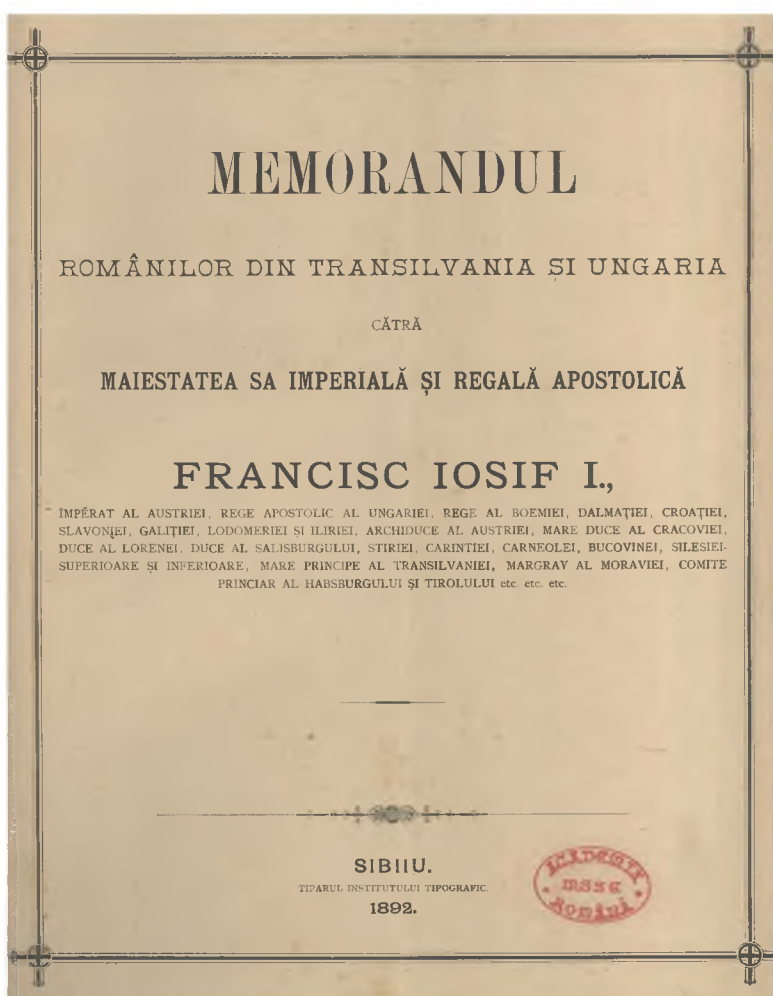 MEMORANDUL
ROMÂNILOR DIN TRANSILVANIA ȘI UNGARIA
CĂTRĂ
MAIESTATEA SA IMPERIALĂ ȘI REGALĂ APOSTOLICĂ
FRANCISC IOSIF I.,
ÎMPĔRAT AL AUSTRIEI, REGE APOSTOLIC AL UNGARIEI, REGE AL BOEMIEI, DALMAȚIEI, CROAȚIEI,
SLAVONIEI, GALIȚIEI, LODOMERIEI ȘI ILIRIEI, ARCHIDUCE AL AUSTRIEI, MARE DUCE AL CRACOVIEI,
DUCE AL LORENEI, DUCE AL SALISBURGULUI, STIRIEI, CARINTIEI, CARNEOLEI, BUCOVINEI, SILESIEI-
SUPERIOARE ȘI INFERIOARE, MARE PRINCIPE AL TRANSILVANIEI, MARGRAV AL MORAVIEI, COMITE
PRINCIAR AL HABSBURGULUI ȘI TIROLULUI etc. etc. etc.
SIBIIU.
TIPARUL INSTITUTULUI TIPOGRAFIC.
1892.
ACADEMIA
Română